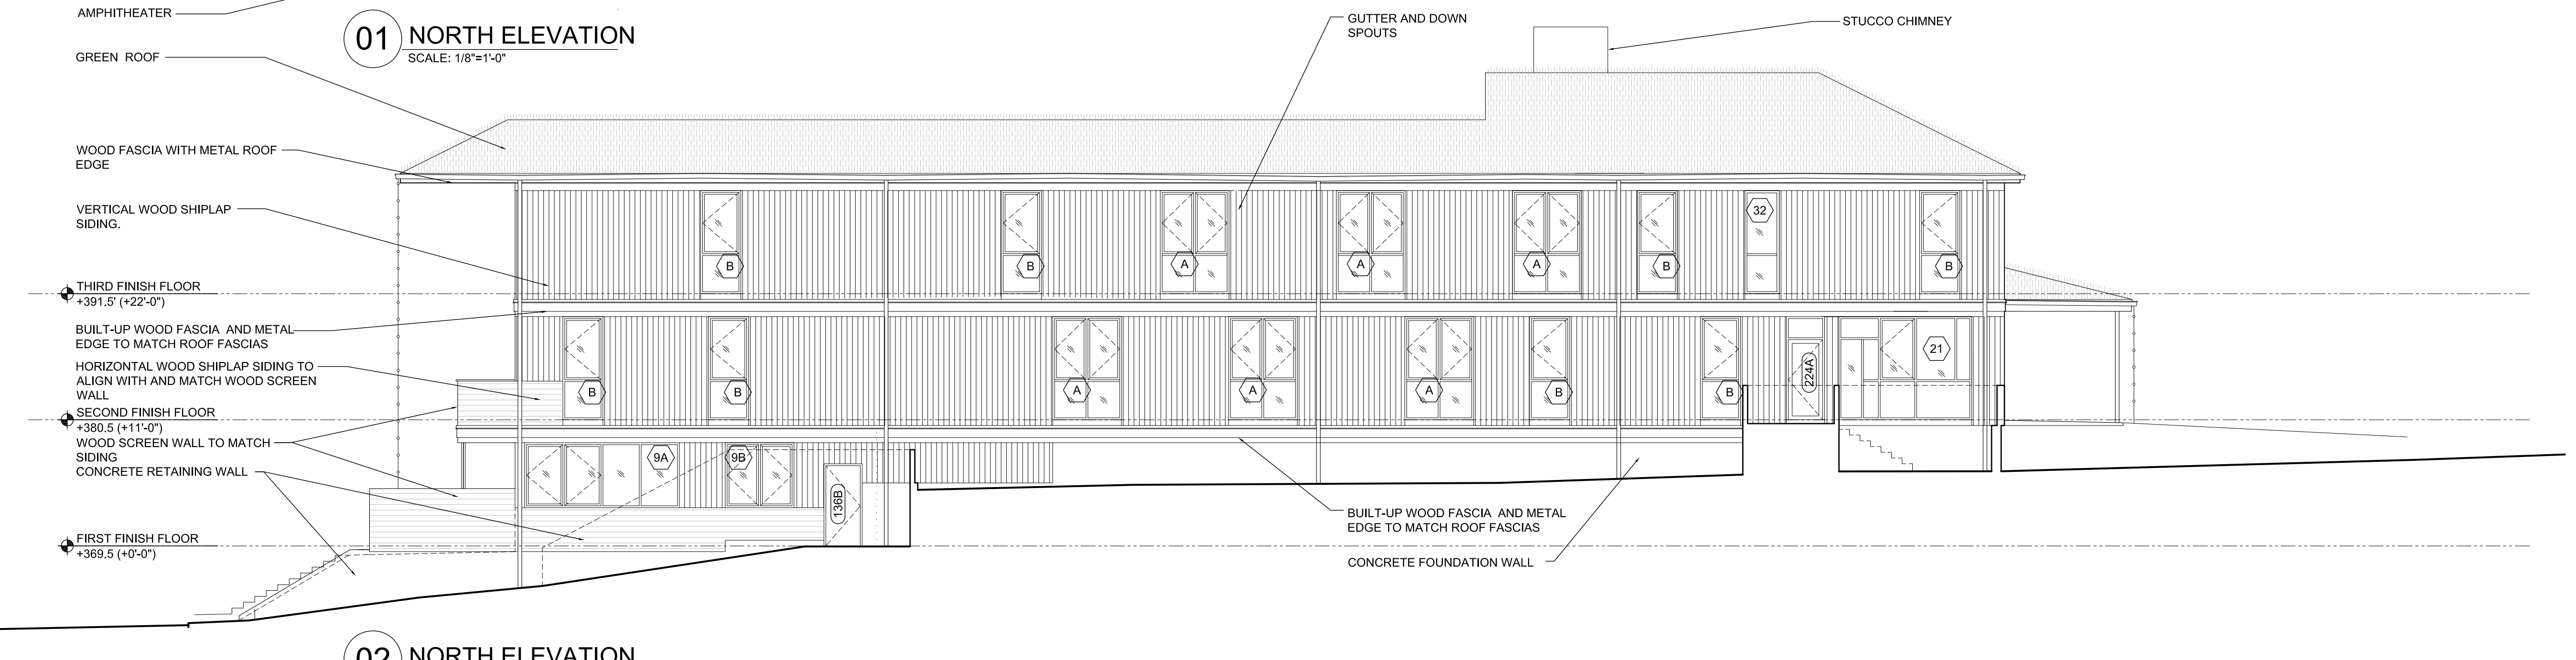 AMPHITHEATER
01 NORTH ELEVATION
SCALE: 1/8"=1'-0"
GREEN ROOF
GUTTER AND DOWN
SPOUTS
STUCCO CHIMNEY
WOOD FASCIA WITH METAL ROOF
EDGE
VERTICAL WOOD SHIPLAP
SIDING.
32
B
B
A
A
A
B
B
THIRD FINISH FLOOR
+391.5' (+22'-0")
BUILT-UP WOOD FASCIA AND METAL
EDGE TO MATCH ROOF FASCIAS
HORIZONTAL WOOD SHIPLAP SIDING TO
ALIGN WITH AND MATCH WOOD SCREEN
WALL
21
224A
B
B
A
A
A
B
B
SECOND FINISH FLOOR
+380.5 (+11'-0")
WOOD SCREEN WALL TO MATCH
SIDING
CONCRETE RETAINING WALL
9A
9B
136B
BUILT-UP WOOD FASCIA AND METAL
EDGE TO MATCH ROOF FASCIAS
FIRST FINISH FLOOR
+369.5 (+0'-0")
CONCRETE FOUNDATION WALL
02 NORTH ELEVATION